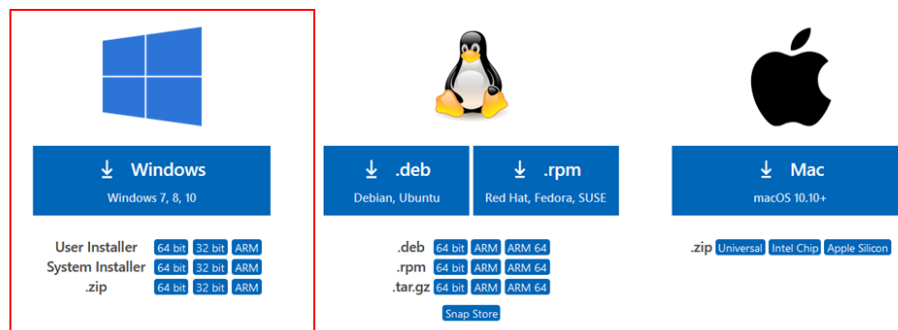 Windows
Windows 7, 8, 10
User Installer 64 bit 32 bit ARM
System Installer 64 bit 32 bit ARM
.zip 64 bit 32 bit ARM
.deb
Debian, Ubuntu
.rpm
Red Hat, Fedora, SUSE
.deb 64 bit ARM ARM 64
.rpm 64 bit ARM ARM 64
.tar.gz 64 bit ARM ARM 64
Snap Store
Mac
macOS 10.10+
.zip Universal Intel Chip Apple Silicon